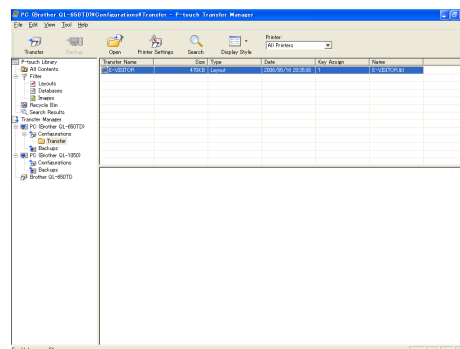 PC (Brother QL-650TD)¥Configurations¥Transfer - P-touch Transfer Manager
File Edit View Tool Help
Transfer Backup Open Printer Settings Search Display Style
Printer:
All Printers
P-touch Library
All Contents
Filter
Layouts
Databases
Images
Recycle Bin
Search Results
Transfer Manager
PC (Brother QL-650TD)
Configurations
Transfer
Backups
PC (Brother QL-1050)
Configurations
Backups
Brother QL-650TD
Transfer Name Size Type Date Key Assign Name
E-VISITOR Layout 1